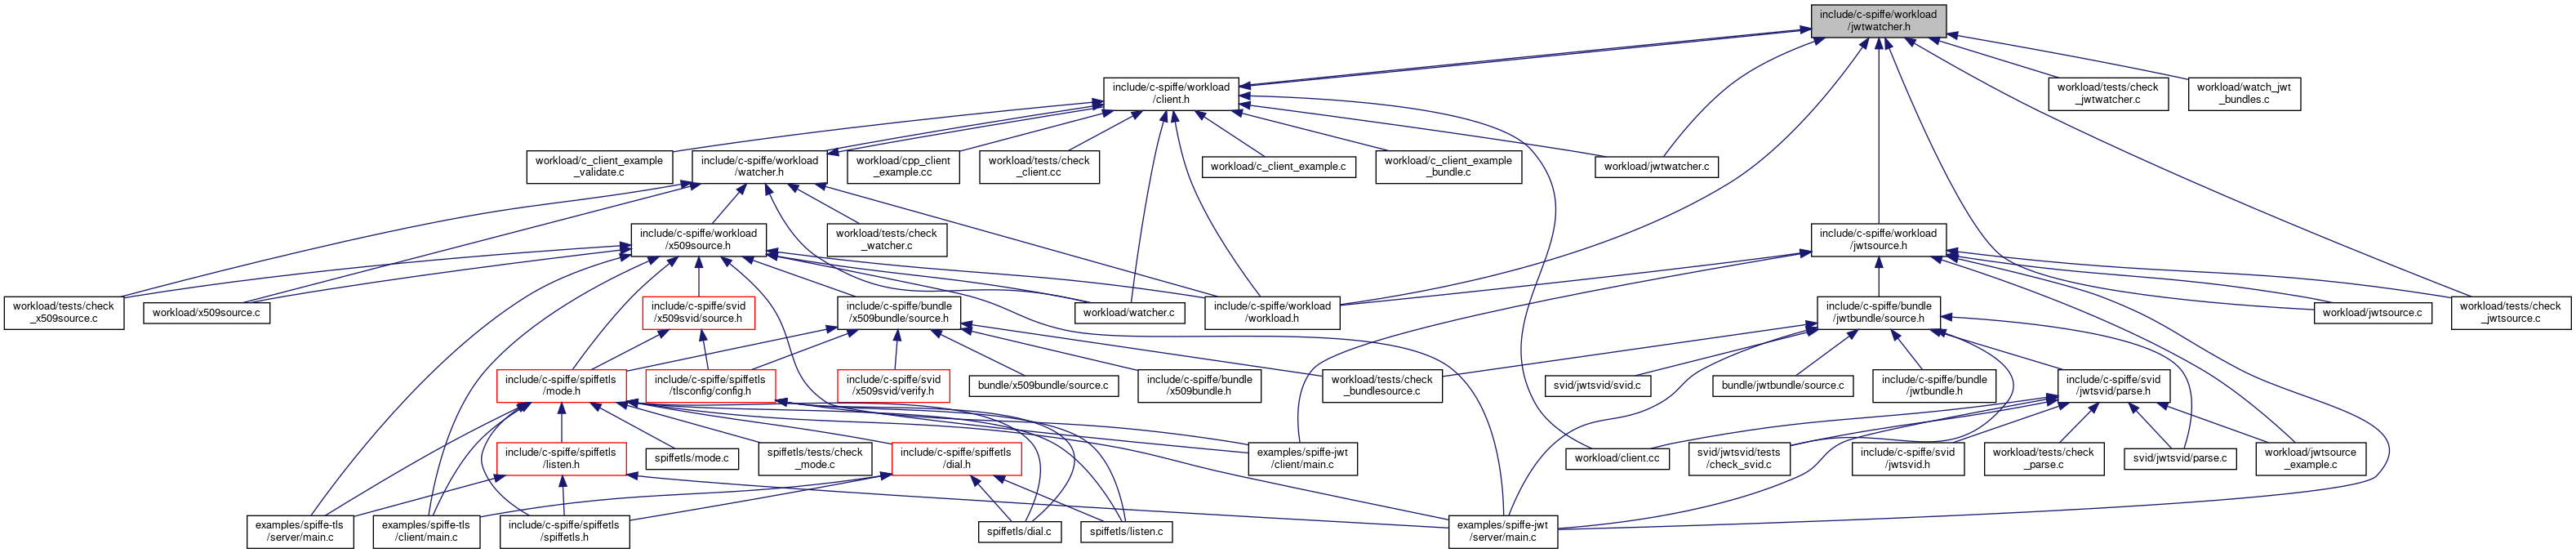 include/c-spiffe/workload
/jwtwatcher.h
include/c-spiffe/workload
/client.h
workload/tests/check
_jwtwatcher.c
workload/watch_jwt
_bundles.c
workload/c_client_example
_validate.c
include/c-spiffe/workload
/watcher.h
workload/cpp_client
_example.cc
workload/tests/check
_client.cc
workload/c_client_example.c
workload/c_client_example
_bundle.c
workload/jwtwatcher.c
include/c-spiffe/workload
/x509source.h
workload/tests/check
_watcher.c
include/c-spiffe/workload
/jwtsource.h
workload/tests/check
_x509source.c
workload/x509source.c
include/c-spiffe/svid
/x509svid/source.h
include/c-spiffe/bundle
/x509bundle/source.h
workload/watcher.c
include/c-spiffe/workload
/workload.h
include/c-spiffe/bundle
/jwtbundle/source.h
workload/jwtsource.c
workload/tests/check
_jwtsource.c
include/c-spiffe/spiffetls
/mode.h
include/c-spiffe/spiffetls
/tlsconfig/config.h
include/c-spiffe/svid
/x509svid/verify.h
bundle/x509bundle/source.c
include/c-spiffe/bundle
/x509bundle.h
workload/tests/check
_bundlesource.c
svid/jwtsvid/svid.c
bundle/jwtbundle/source.c
include/c-spiffe/bundle
/jwtbundle.h
include/c-spiffe/svid
/jwtsvid/parse.h
include/c-spiffe/spiffetls
/listen.h
spiffetls/mode.c
spiffetls/tests/check
_mode.c
include/c-spiffe/spiffetls
/dial.h
examples/spiffe-jwt
/client/main.c
workload/client.cc
svid/jwtsvid/tests
/check_svid.c
include/c-spiffe/svid
/jwtsvid.h
workload/tests/check
_parse.c
svid/jwtsvid/parse.c
workload/jwtsource
_example.c
examples/spiffe-tls
/server/main.c
examples/spiffe-tls
/client/main.c
include/c-spiffe/spiffetls
/spiffetls.h
spiffetls/dial.c
spiffetls/listen.c
examples/spiffe-jwt
/server/main.c